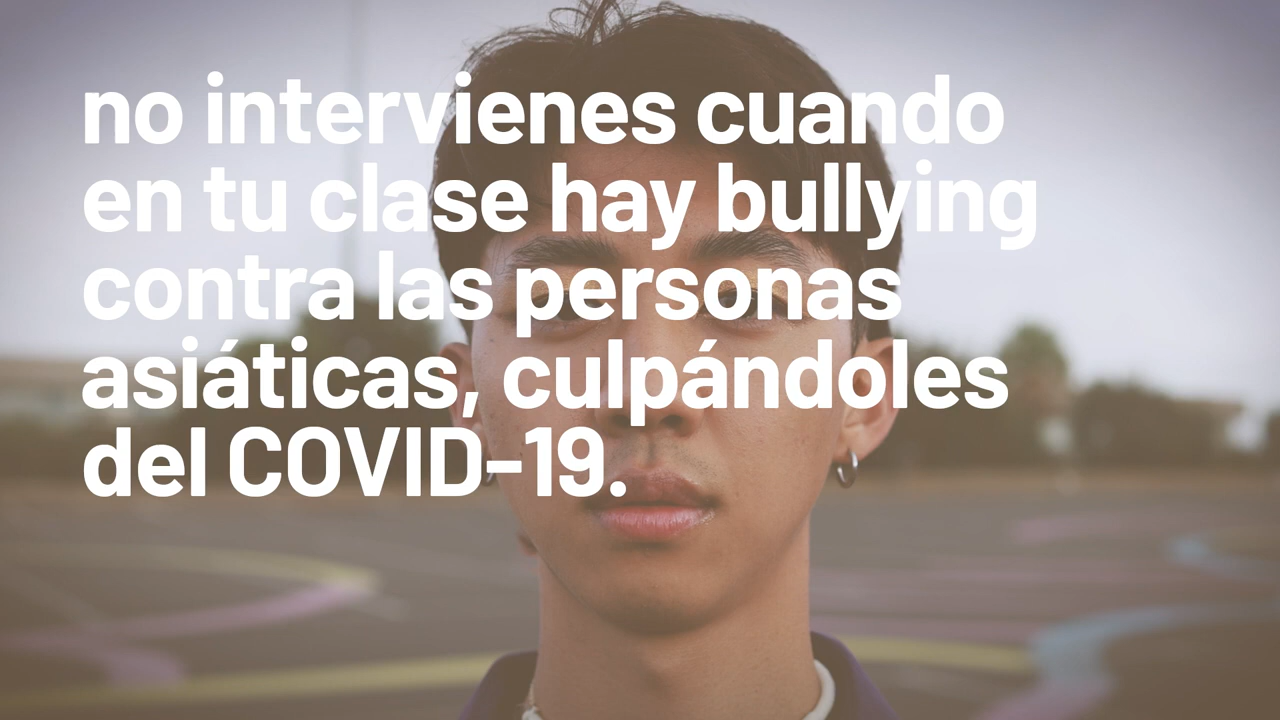 no intervienes cuando
en tu clase hay bullying
contra las personas
asiáticas, culpándoles
del COVID-19.